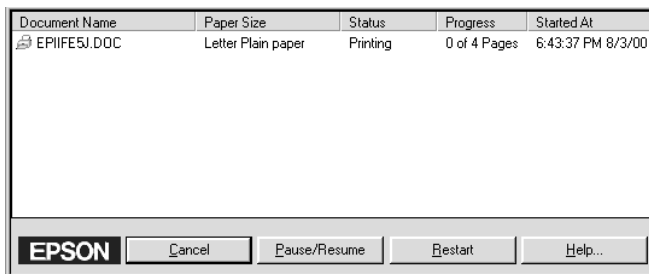 Document Name Paper Size Status Progress Started At
EPIIFE5J.DOC Letter Plain paper Printing 0 of 4 Pages 6:43:37 PM 8/3/00
EPSON Cancel Pause/Resume Restart Help...